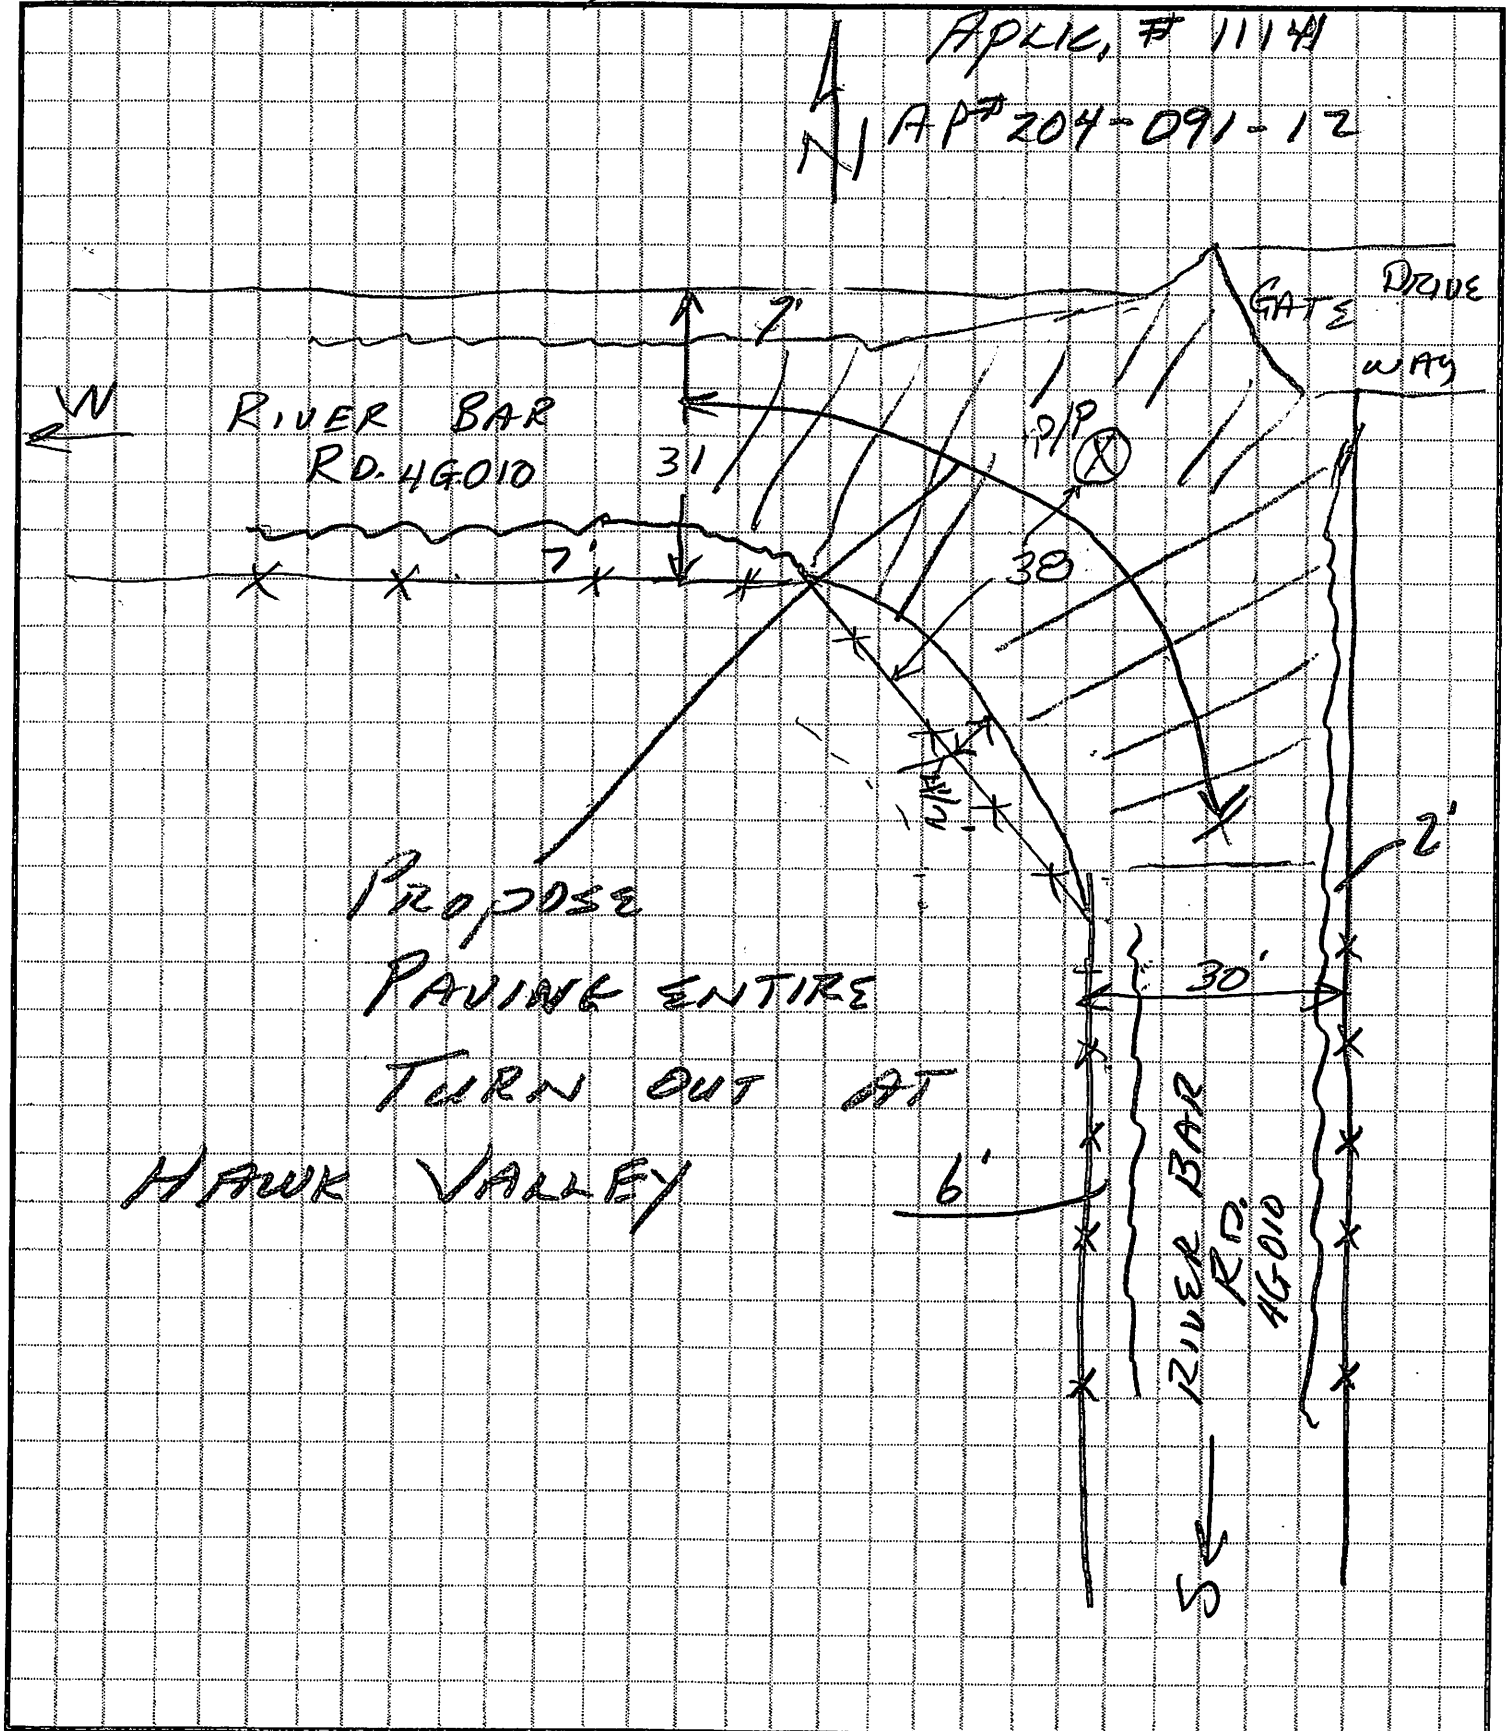 APLIC, # 11141
N AP# 204-091-12
DRIVE
GATE
WAY
7'
W
RIVER BAR
RD. 4G010
31
P/P
7'
38
2'
PROPOSE
PAVING ENTIRE
TURN OUT AT
HAWK VALLEY
30'
6'
RIVER BAR
RD.
4G010
S